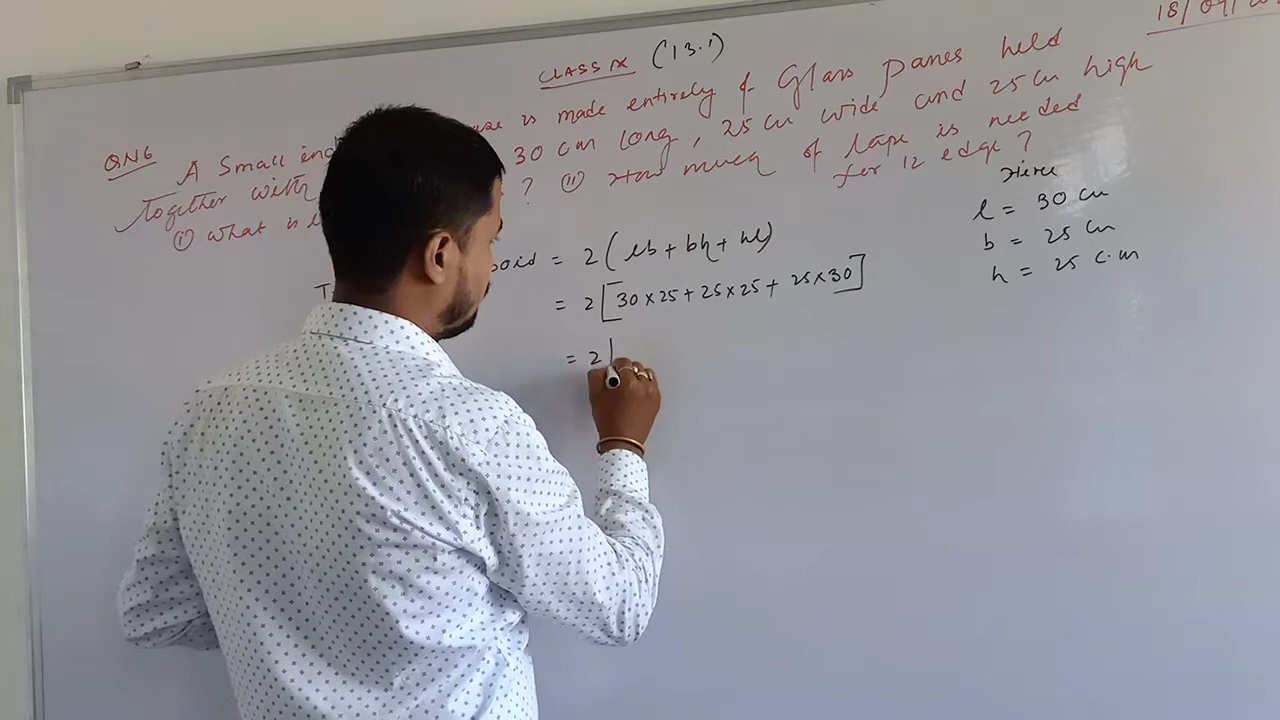 18/04/20
CLASS IX (13.1)
QN6 A Small ind use is made entirely of Glass panes held
together with 30 cm long, 25 cm wide and 25 cm high
(i) what is ? (ii) How much of tape is needed
for 12 edge ?
Here
l = 30 cm
b = 25 cm
h = 25 c.m
T boid = 2(lb + bh + hl)
= 2[30×25 + 25×25 + 25×30]
= 2[